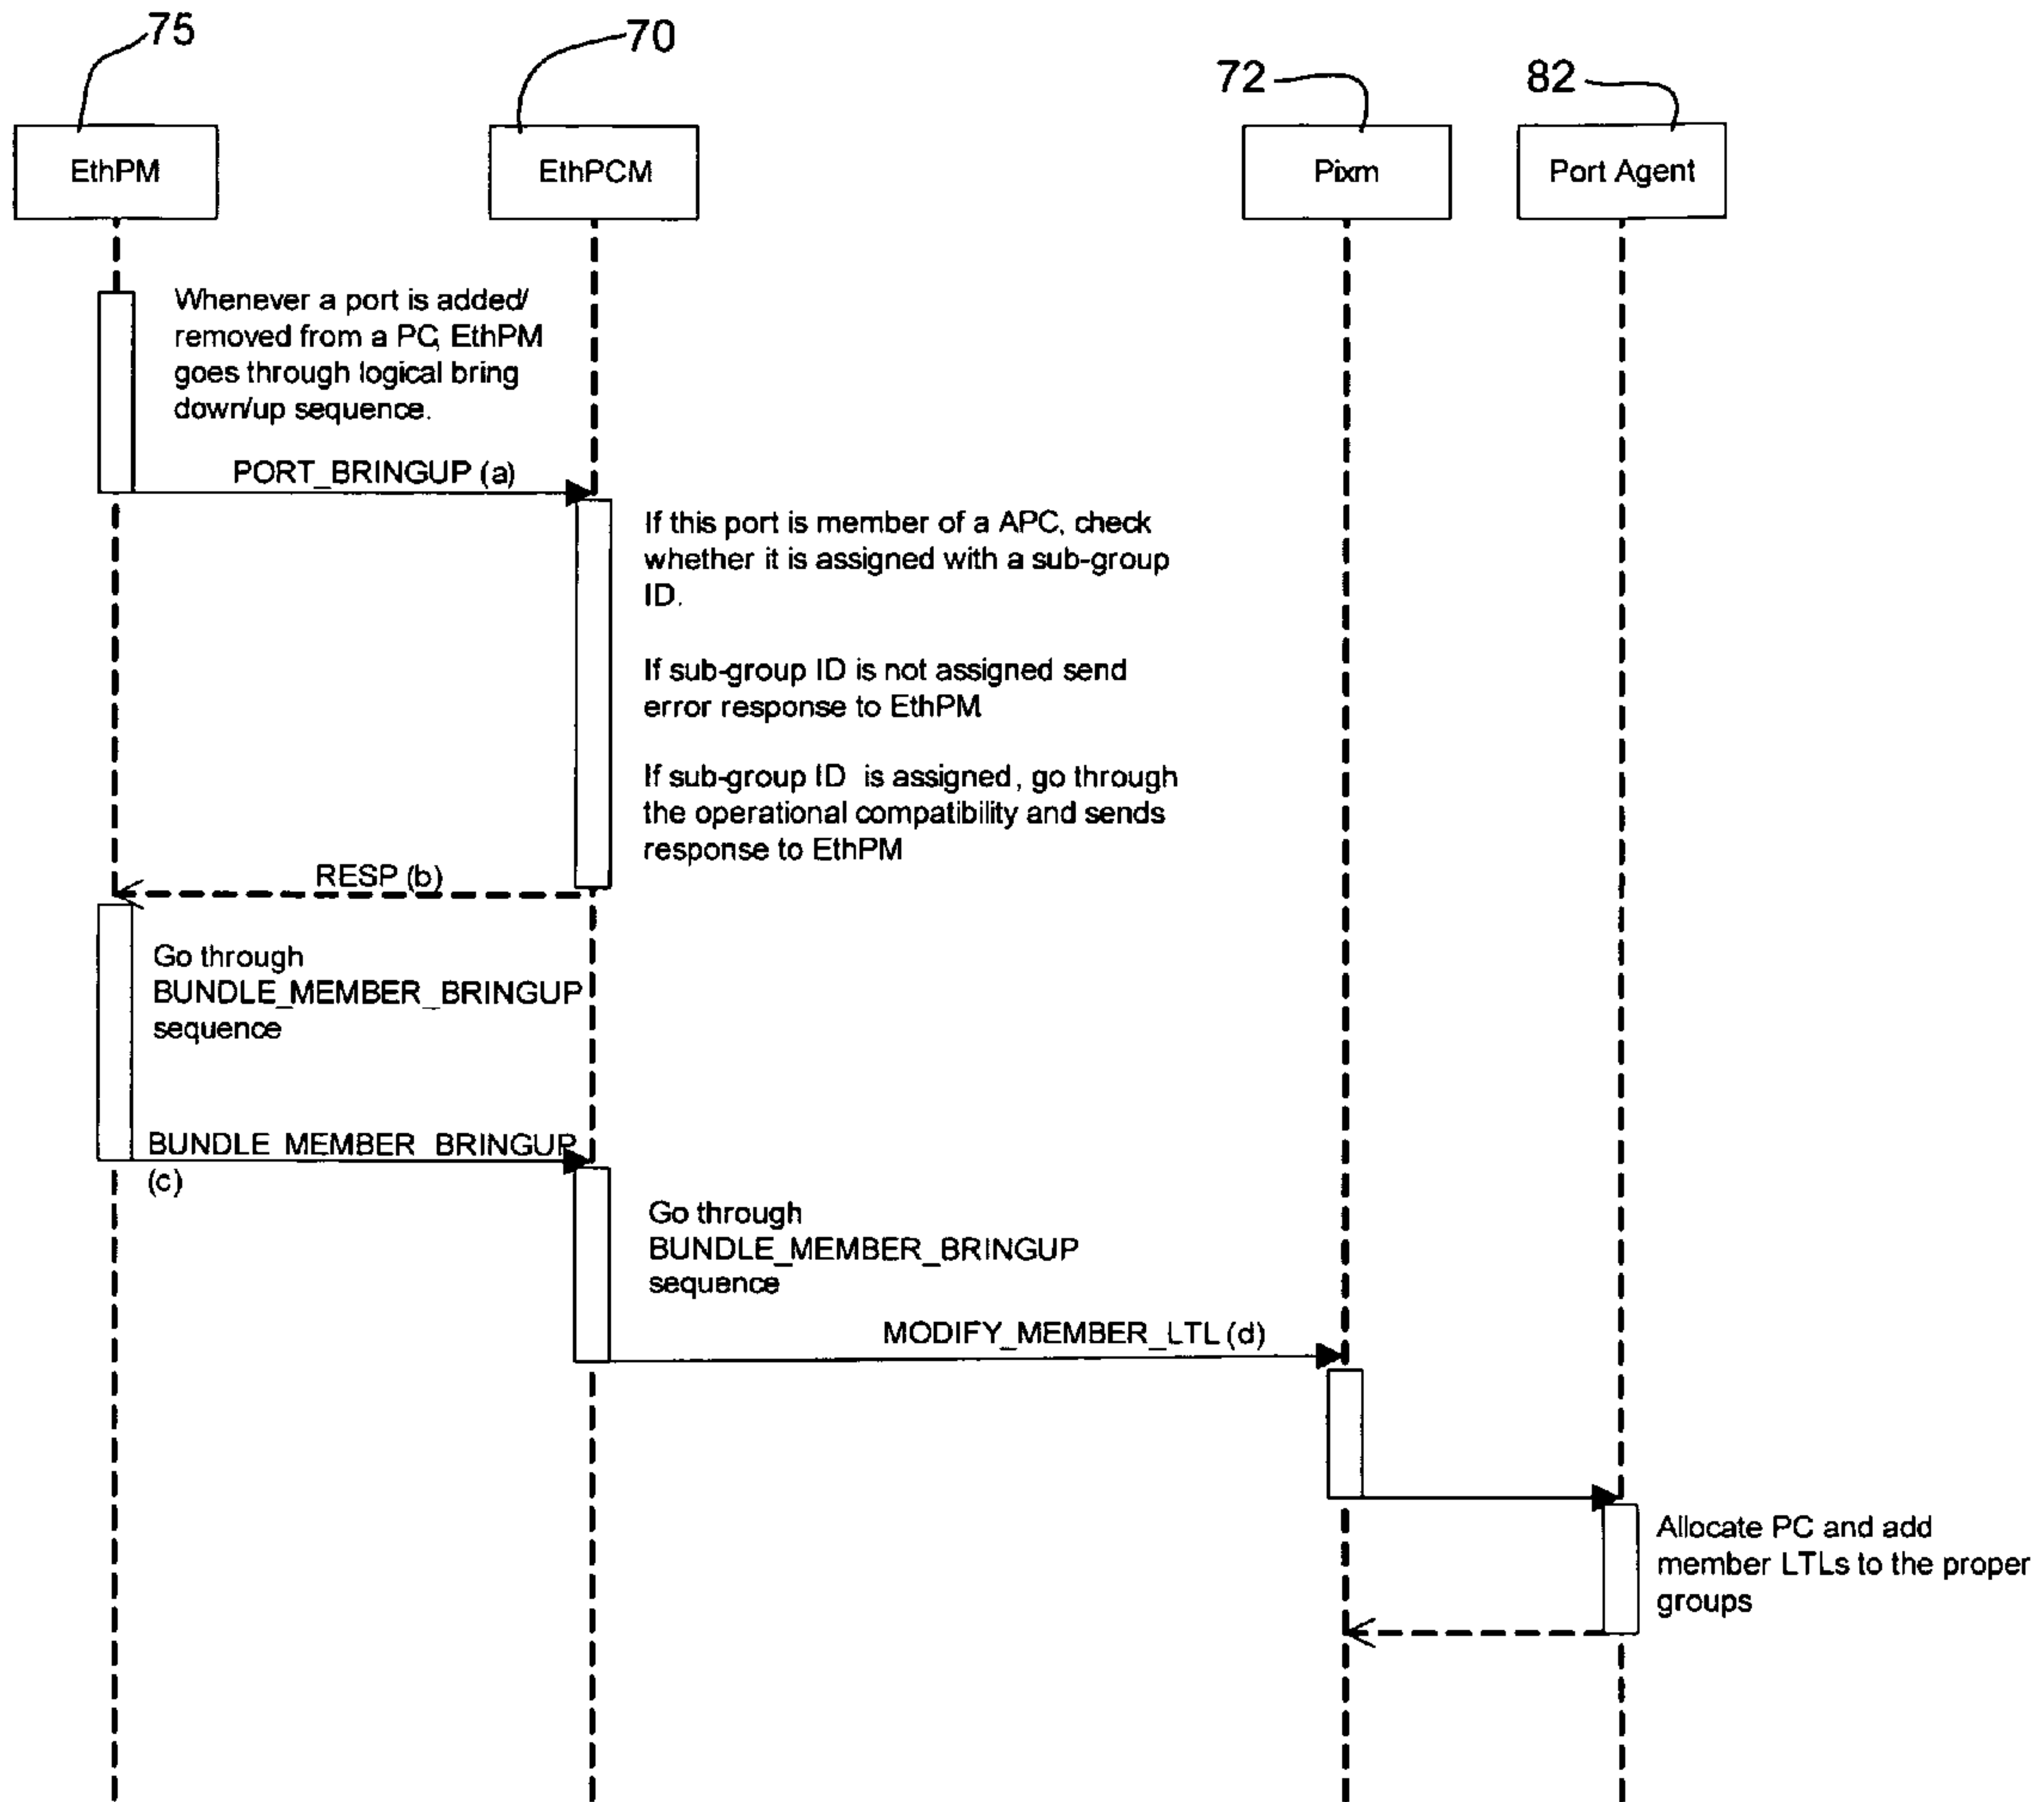 75
70
72
82
EthPM
EthPCM
Pixm
Port Agent
Whenever a port is added/
removed from a PC, EthPM
goes through logical bring
down/up sequence.
PORT_BRINGUP (a)
If this port is member of a APC, check
whether it is assigned with a sub-group
ID.
If sub-group ID is not assigned send
error response to EthPM.
If sub-group ID is assigned, go through
the operational compatibility and sends
response to EthPM
RESP (b)
Go through
BUNDLE_MEMBER_BRINGUP
sequence
BUNDLE_MEMBER_BRINGUP
(c)
Go through
BUNDLE_MEMBER_BRINGUP
sequence
MODIFY_MEMBER_LTL (d)
Allocate PC and add
member LTLs to the proper
groups